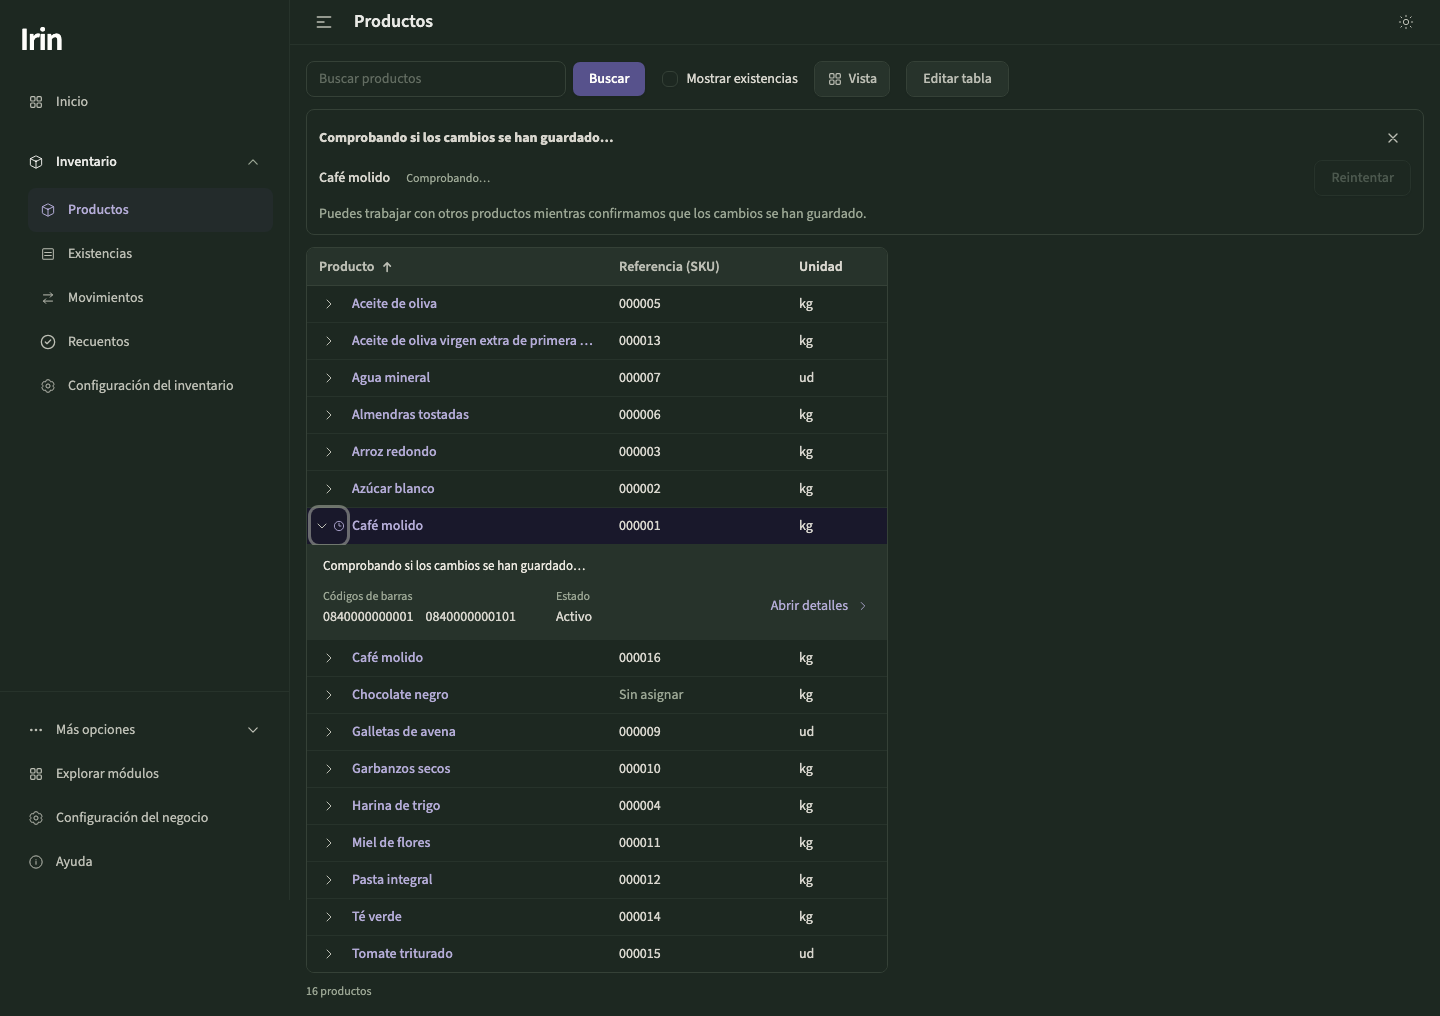 Irin
Productos
Inicio
Inventario
Productos
Existencias
Movimientos
Recuentos
Configuración del inventario
Más opciones
Explorar módulos
Configuración del negocio
Ayuda
Buscar productos
Buscar
Mostrar existencias
Vista
Editar tabla
Comprobando si los cambios se han guardado...
Café molido Comprobando...
Reintentar
Puedes trabajar con otros productos mientras confirmamos que los cambios se han guardado.
Producto Referencia (SKU) Unidad
Aceite de oliva 000005 kg
Aceite de oliva virgen extra de primera ... 000013 kg
Agua mineral 000007 ud
Almendras tostadas 000006 kg
Arroz redondo 000003 kg
Azúcar blanco 000002 kg
Café molido 000001 kg
Comprobando si los cambios se han guardado...
Códigos de barras Estado
0840000000001 0840000000101 Activo
Abrir detalles
Café molido 000016 kg
Chocolate negro Sin asignar kg
Galletas de avena 000009 ud
Garbanzos secos 000010 kg
Harina de trigo 000004 kg
Miel de flores 000011 kg
Pasta integral 000012 kg
Té verde 000014 kg
Tomate triturado 000015 ud
16 productos